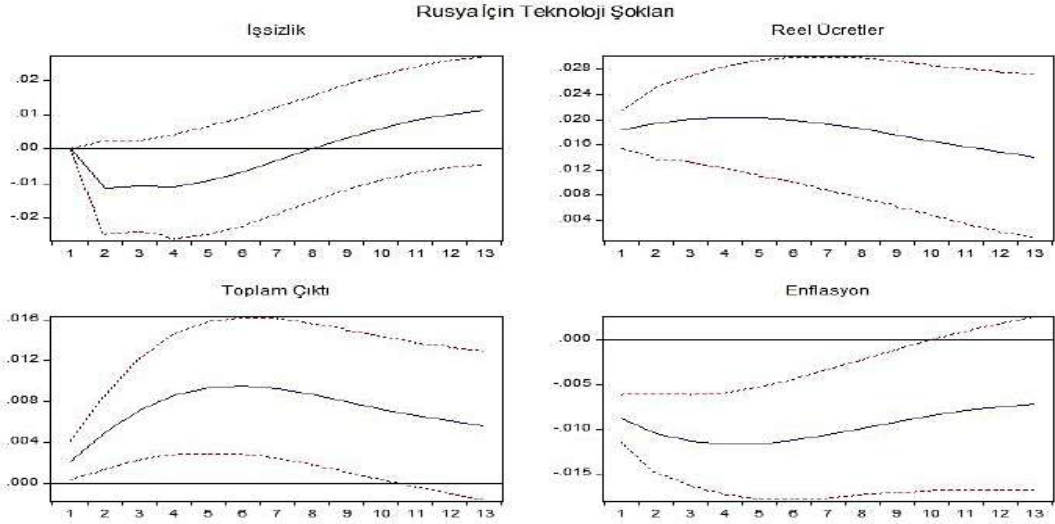 Rusya İçin Teknoloji Şokları
İşsizlik
.02
.01
.00
-.01
-.02
1 2 3 4 5 6 7 8 9 10 11 12 13
Reel Ücretler
.028
.024
.020
.016
.012
.008
.004
1 2 3 4 5 6 7 8 9 10 11 12 13
Toplam Çıktı
.016
.012
.008
.004
.000
1 2 3 4 5 6 7 8 9 10 11 12 13
Enflasyon
.000
-.005
-.010
-.015
1 2 3 4 5 6 7 8 9 10 11 12 13